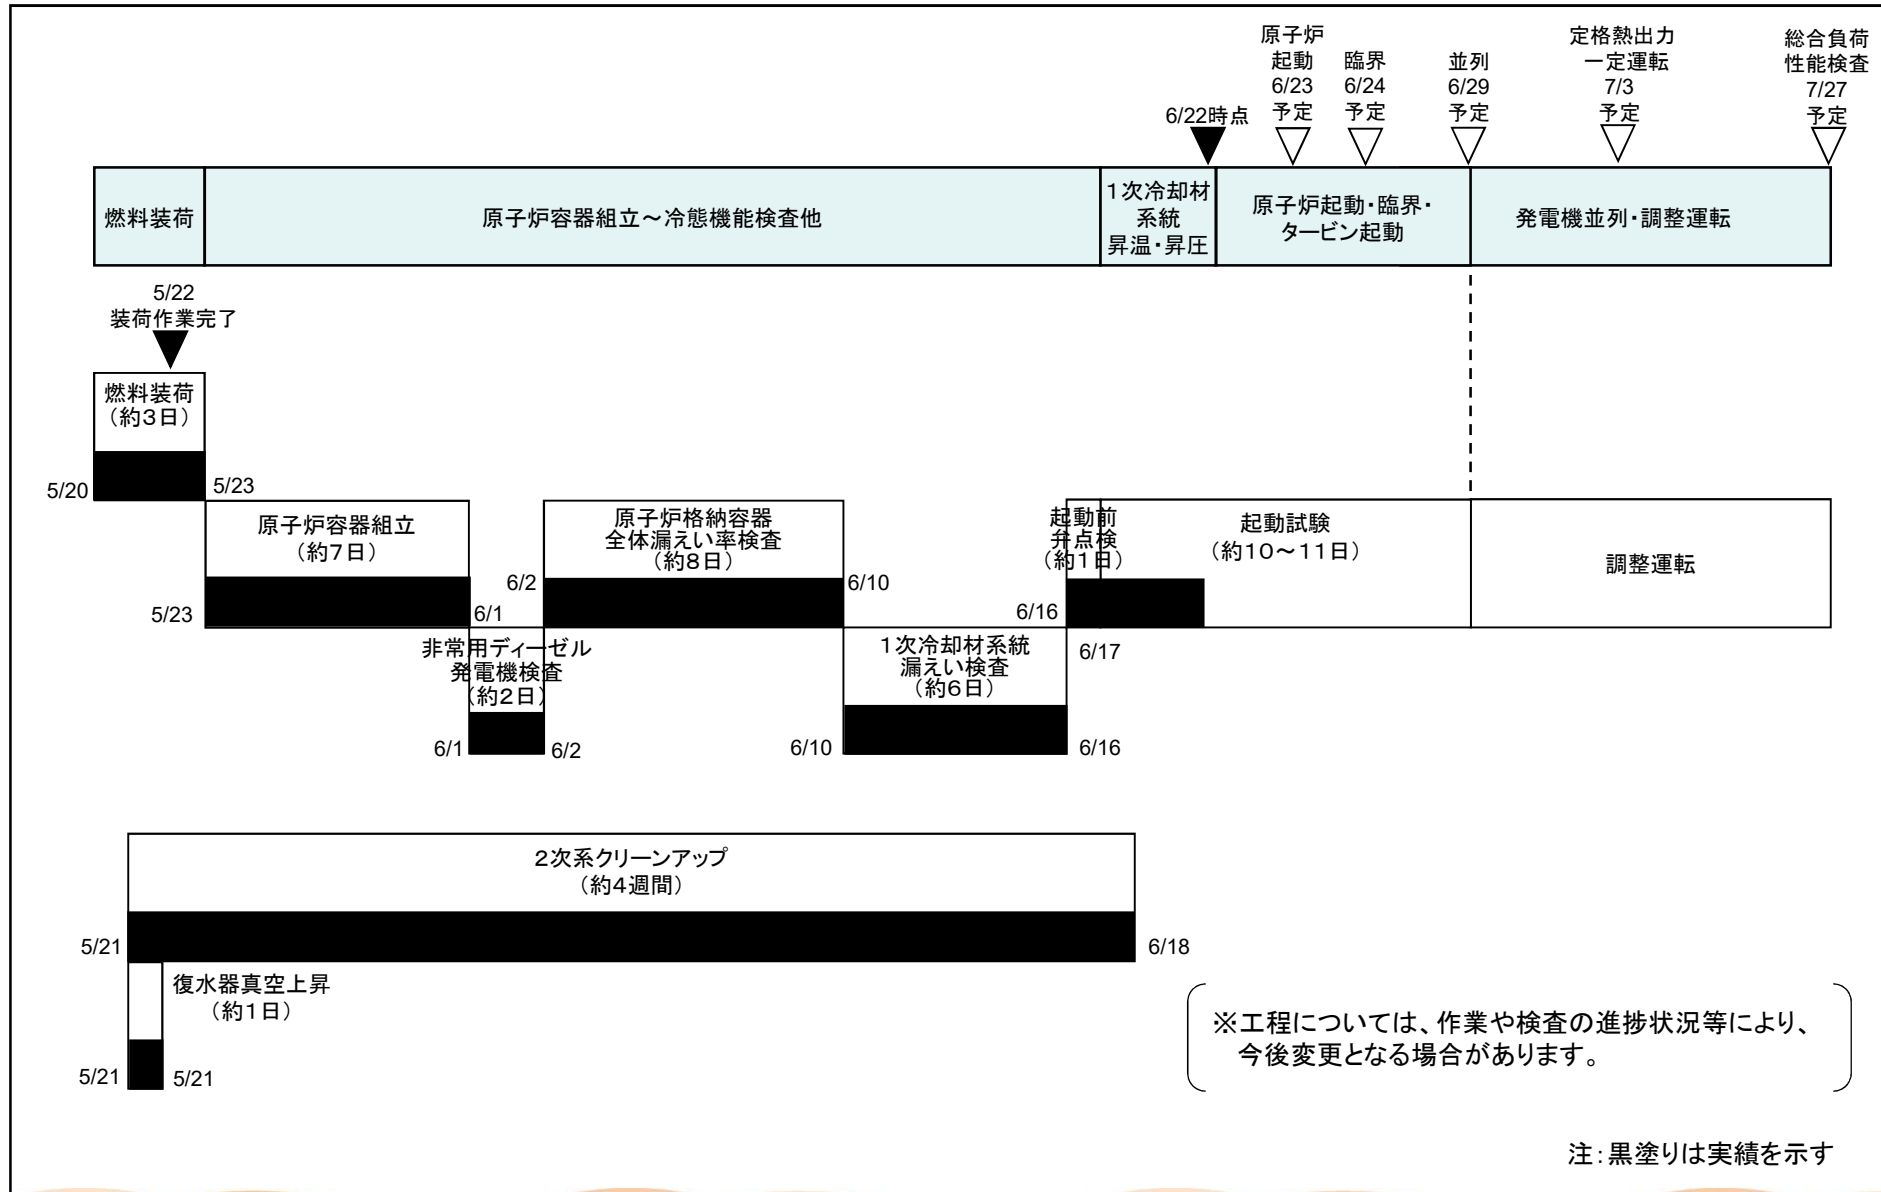 原子炉
起動
6/23
予定
臨界
6/24
予定
並列
6/29
予定
定格熱出力
一定運転
7/3
予定
総合負荷
性能検査
7/27
予定
6/22時点
燃料装荷
原子炉容器組立～冷態機能検査他
1次冷却材
系統
昇温・昇圧
原子炉起動・臨界・
タービン起動
発電機並列・調整運転
5/22
装荷作業完了
燃料装荷
（約3日）
5/20
5/23
原子炉容器組立
（約7日）
5/23
6/1
原子炉格納容器
全体漏えい率検査
（約8日）
6/2
6/10
起動前
弁点検
（約1日）
6/16
6/17
起動試験
（約10～11日）
調整運転
非常用ディーゼル
発電機検査
（約2日）
6/1
6/2
1次冷却材系統
漏えい検査
（約6日）
6/10
6/16
2次系クリーンアップ
（約4週間）
5/21
6/18
復水器真空上昇
（約1日）
5/21
5/21
※工程については、作業や検査の進捗状況等により、
今後変更となる場合があります。
注：黒塗りは実績を示す